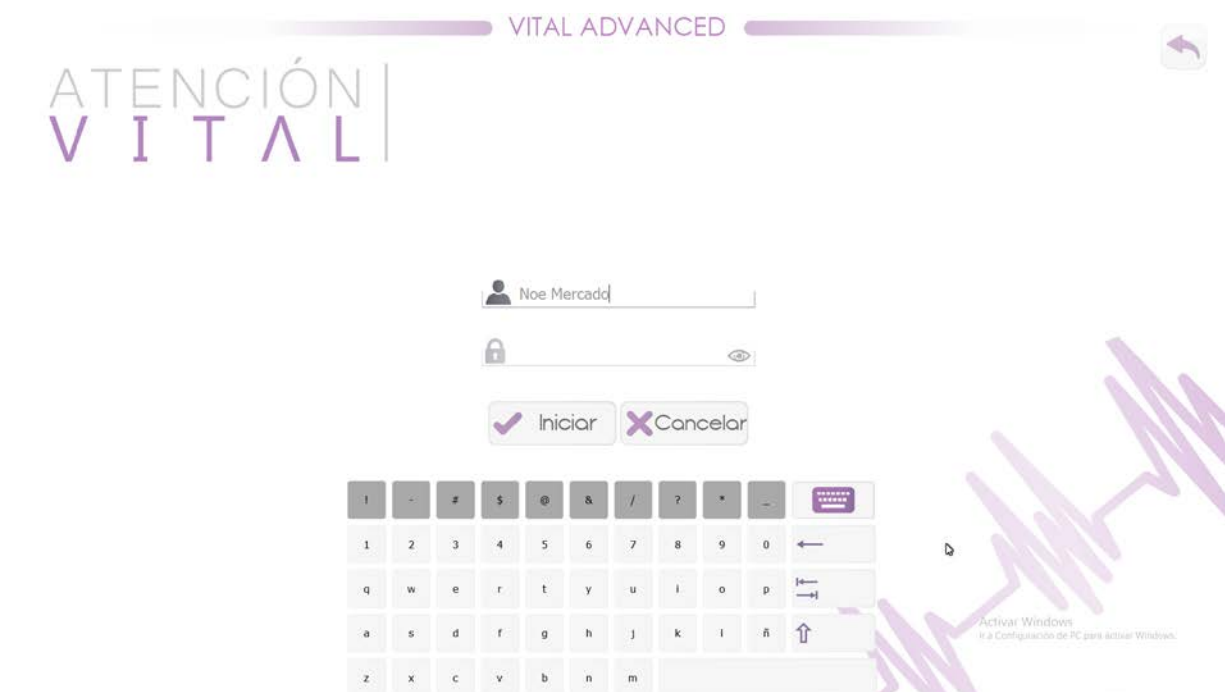 VITAL ADVANCED
ATENCIÓN
VITAL
Noe Mercado
Iniciar Cancelar
! - # $ @ & / ? * _
1 2 3 4 5 6 7 8 9 0
q w e r t y u i o p
a s d f g h j k l ñ
Activar Windows
Ir a Configuración de PC para activar Windows.
z x c v b n m